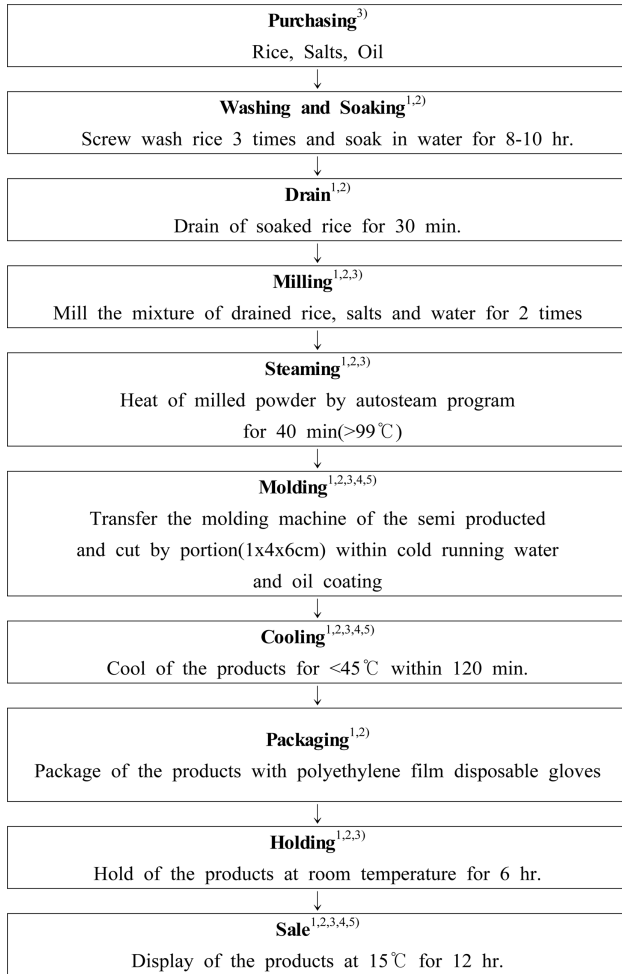 Purchasing3)
Rice, Salts, Oil
↓
Washing and Soaking1,2)
Screw wash rice 3 times and soak in water for 8-10 hr.
↓
Drain1,2)
Drain of soaked rice for 30 min.
↓
Milling1,2,3)
Mill the mixture of drained rice, salts and water for 2 times
↓
Steaming1,2,3)
Heat of milled powder by autosteam program
for 40 min(>99℃)
↓
Molding1,2,3,4,5)
Transfer the molding machine of the semi producted
and cut by portion(1x4x6cm) within cold running water
and oil coating
↓
Cooling1,2,3,4,5)
Cool of the products for <45℃ within 120 min.
↓
Packaging1,2)
Package of the products with polyethylene film disposable gloves
↓
Holding1,2,3)
Hold of the products at room temperature for 6 hr.
↓
Sale1,2,3,4,5)
Display of the products at 15℃ for 12 hr.